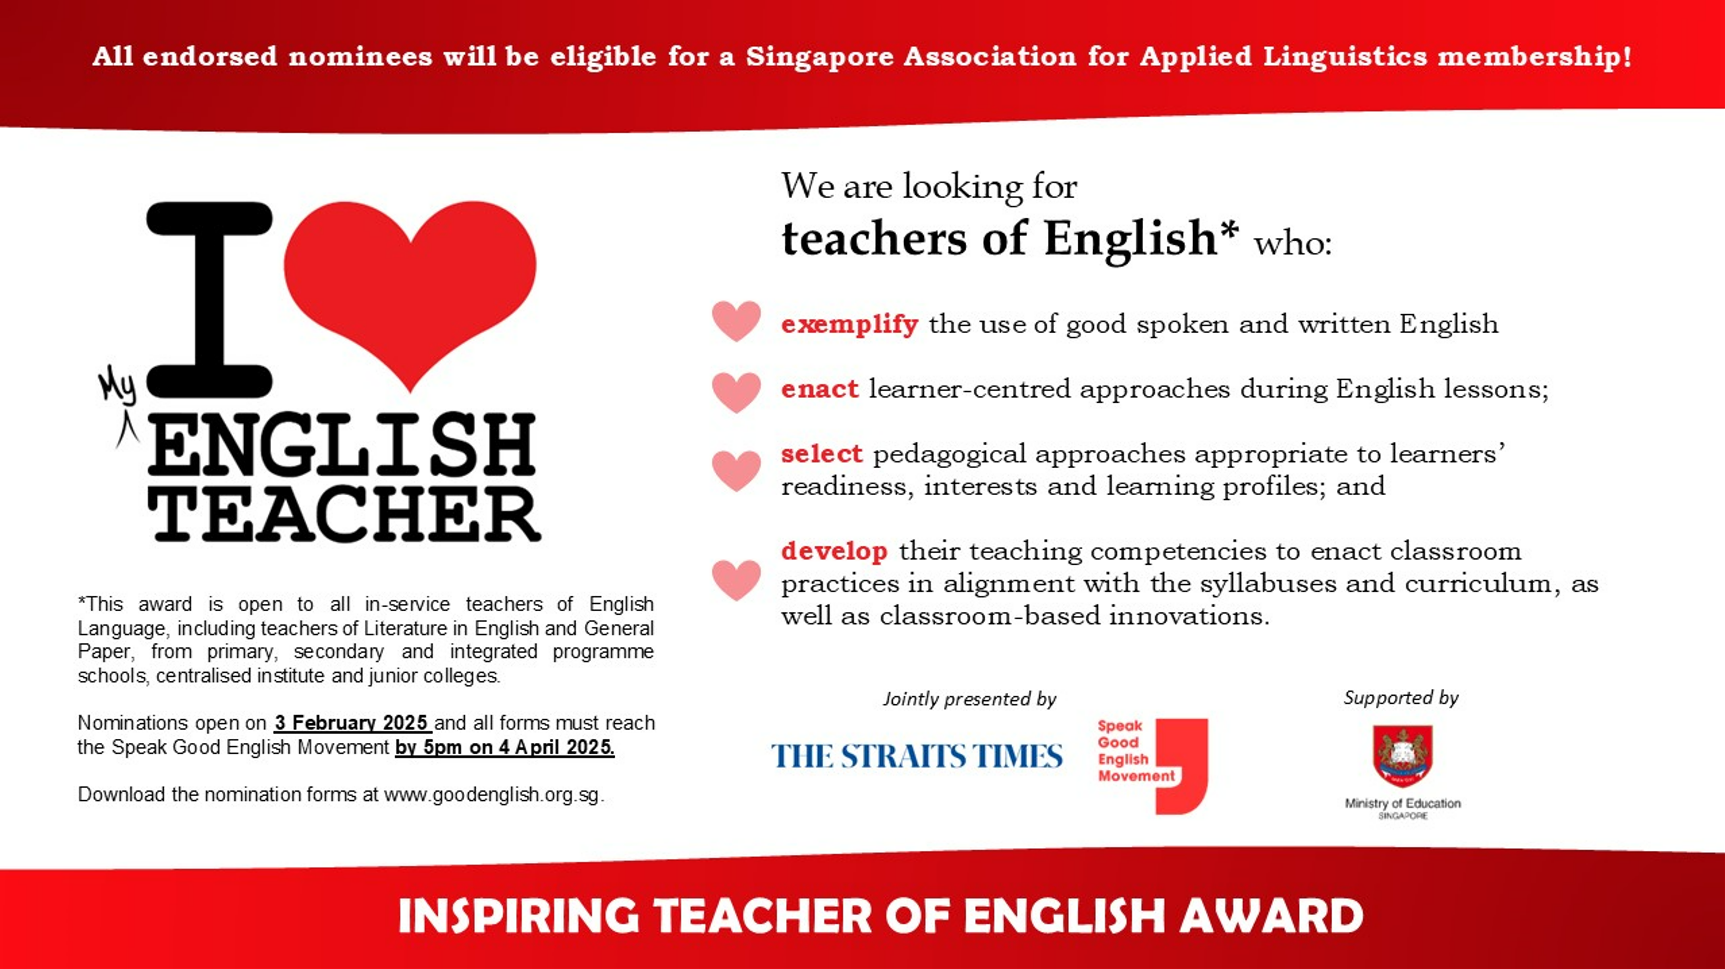 All endorsed nominees will be eligible for a Singapore Association for Applied Linguistics membership!
I
My
ENGLISH
TEACHER
*This award is open to all in-service teachers of English
Language, including teachers of Literature in English and General
Paper, from primary, secondary and integrated programme
schools, centralised institute and junior colleges.
Nominations open on 3 February 2025 and all forms must reach
the Speak Good English Movement by 5pm on 4 April 2025.
Download the nomination forms at www.goodenglish.org.sg.
We are looking for
teachers of English* who:
exemplify the use of good spoken and written English
enact learner-centred approaches during English lessons;
select pedagogical approaches appropriate to learners’
readiness, interests and learning profiles; and
develop their teaching competencies to enact classroom
practices in alignment with the syllabuses and curriculum, as
well as classroom-based innovations.
Jointly presented by
THE STRAITS TIMES
Speak
Good
English
Movement
Supported by
Ministry of Education
SINGAPORE
INSPIRING TEACHER OF ENGLISH AWARD